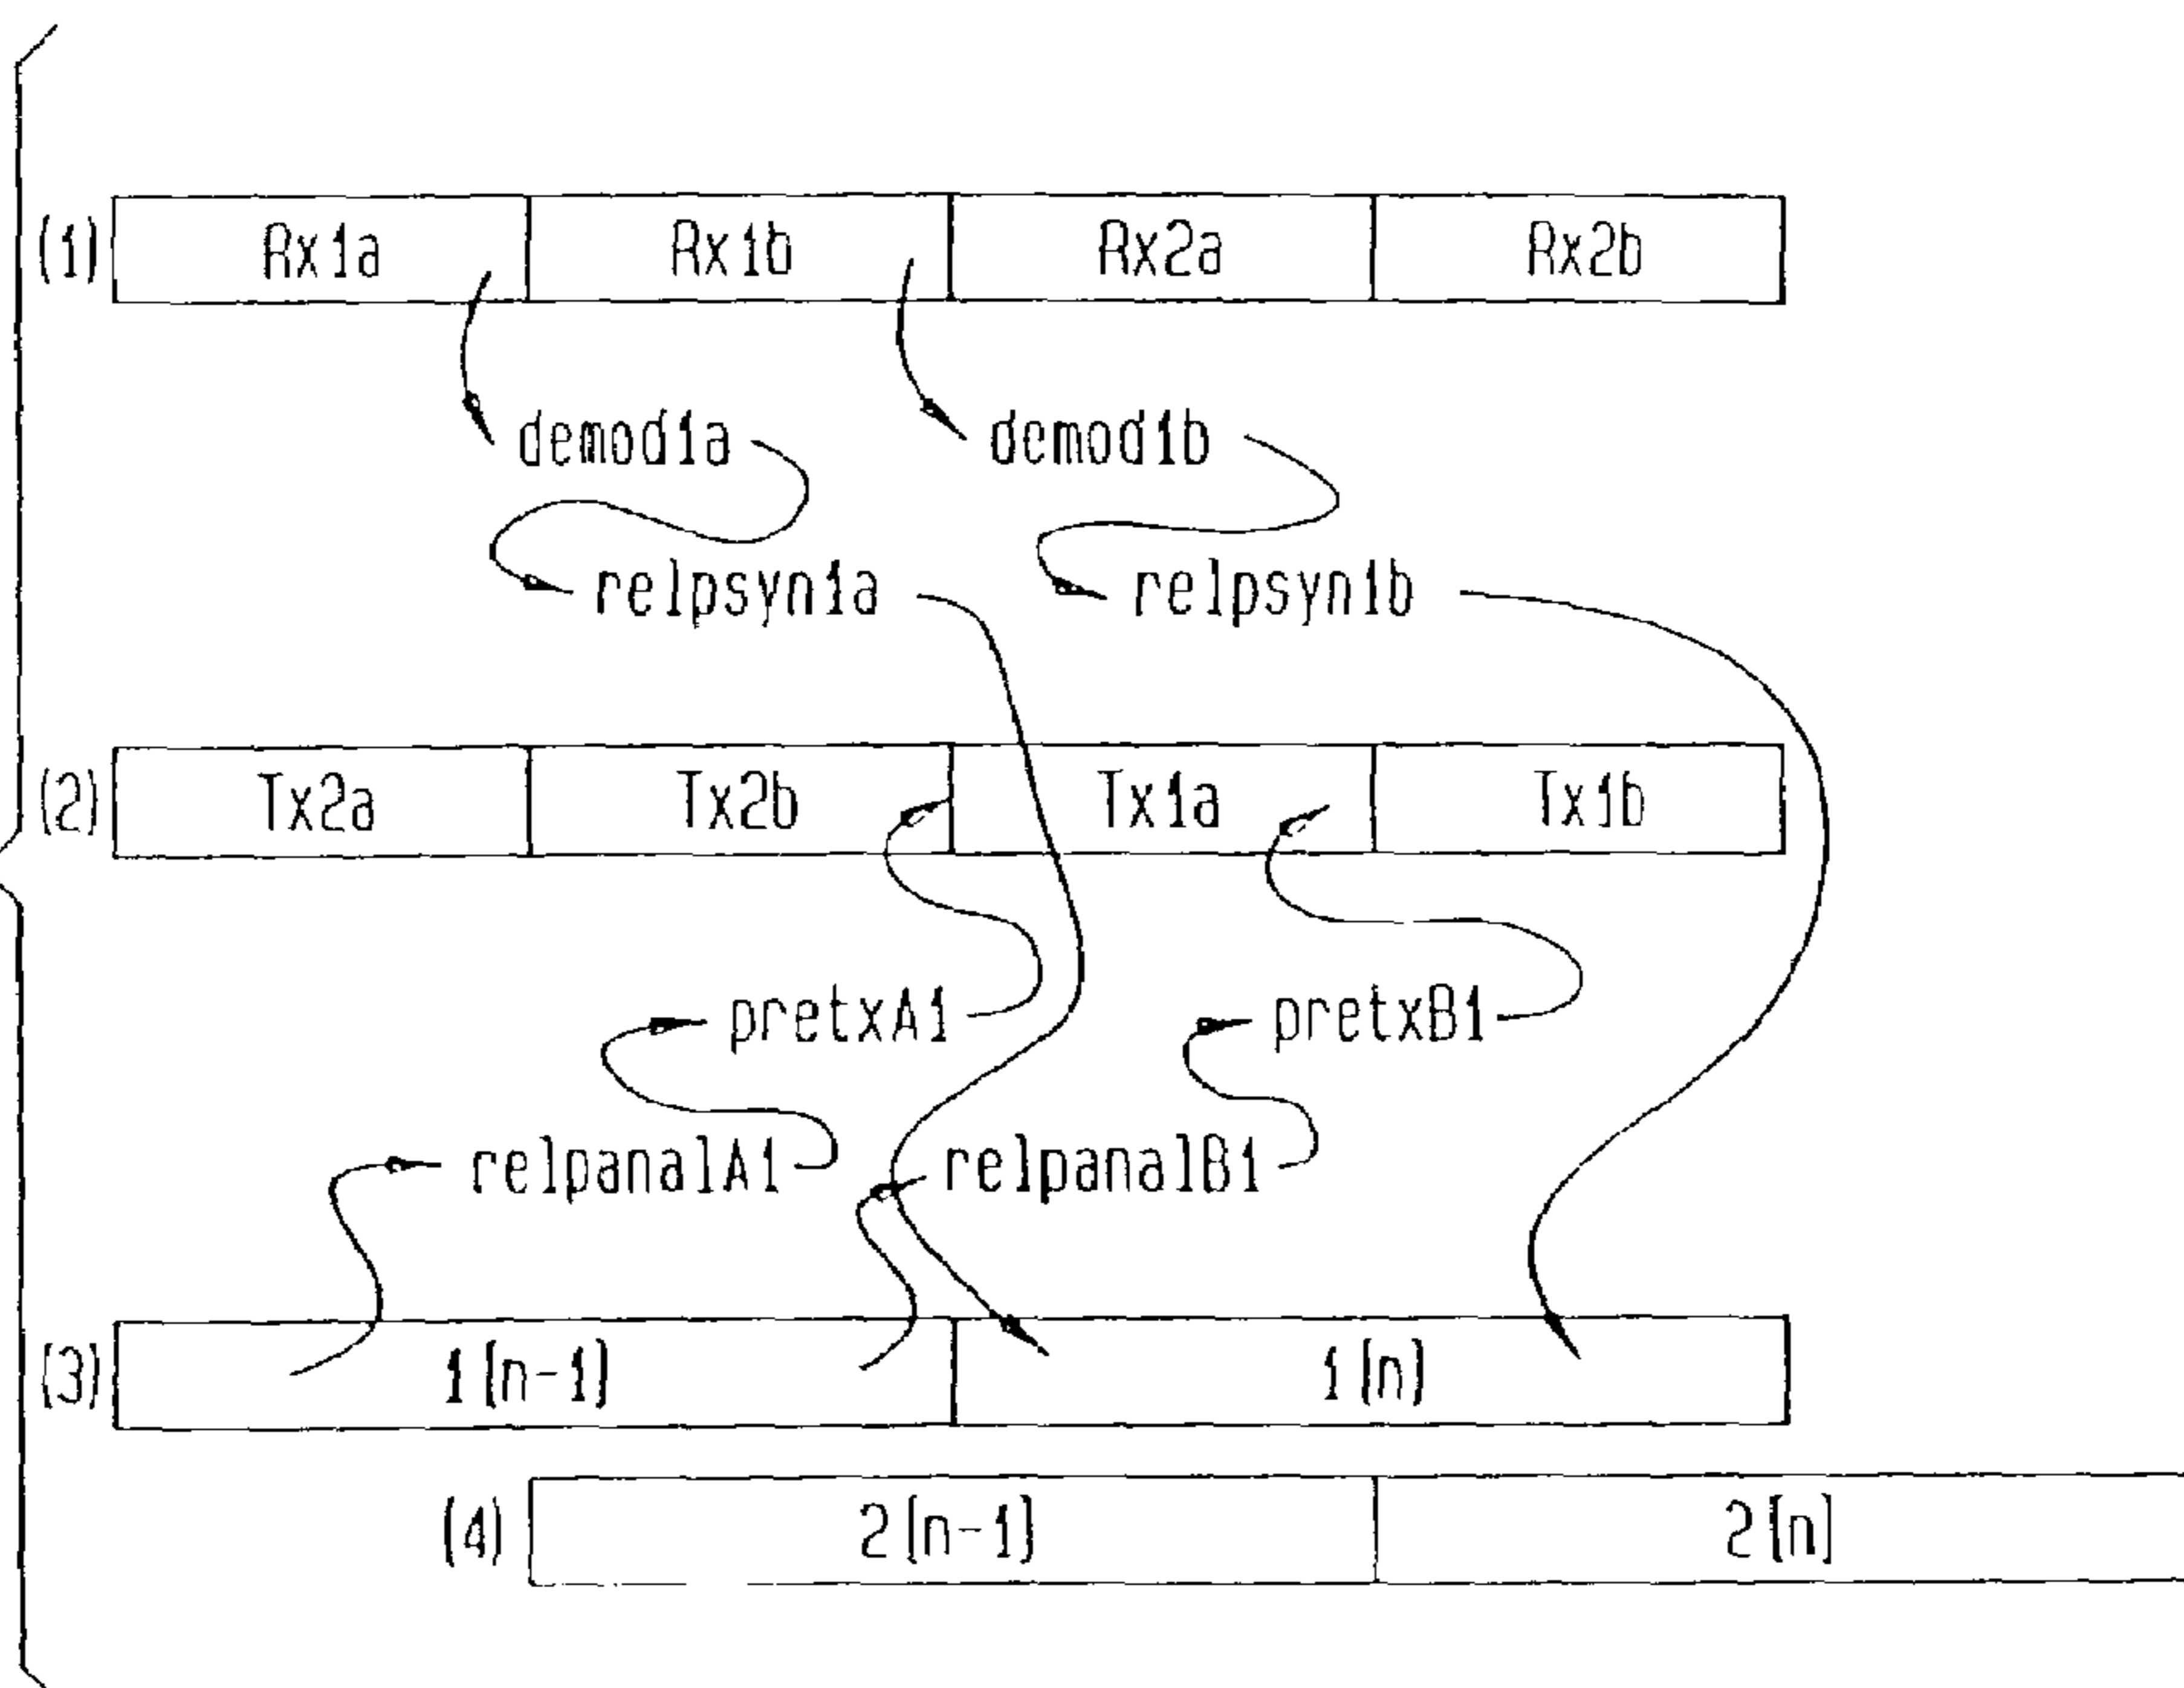 (1) Rx1a Rx1b Rx2a Rx2b
demod1a demod1b
relpsyn1a relpsyn1b
(2) Tx2a Tx2b Tx1a Tx1b
pretxA1 pretxB1
relpanalA1 relpanalB1
(3) 1(n-1) 1(n)
(4) 2(n-1) 2(n)